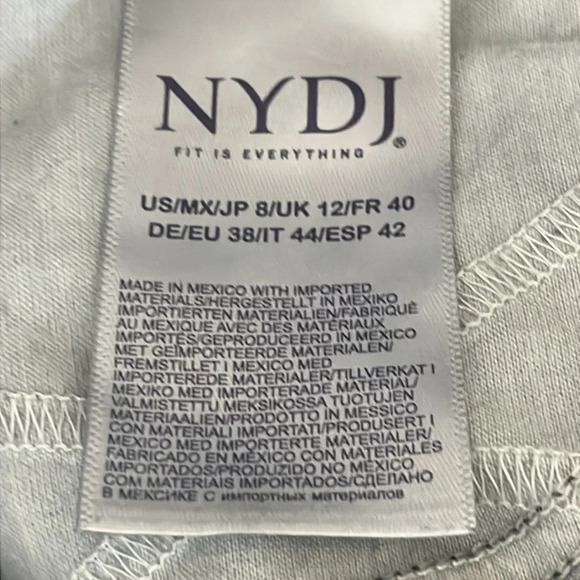 NYDJ®
FIT IS EVERYTHING
US/MX/JP 8/UK 12/FR 40
DE/EU 38/IT 44/ESP 42
MADE IN MEXICO WITH IMPORTED
MATERIALS/HERGESTELLT IN MEXIKO
IMPORTIERTEN MATERIALIEN/FABRIQUÉ
AU MEXIQUE AVEC DES MATÉRIAUX
IMPORTÉS/GEPRODUCEERD IN MEXICO
MET GEÏMPORTEERDE MATERIALEN/
FREMSTILLET I MEXICO MED
IMPORTEREDE MATERIALER/TILLVERKAT I
MEXIKO MED IMPORTERADE MATERIAL/
VALMISTETTU MEKSIKOSSA TUOTUJEN
MATERIAALIEN/PRODOTTO IN MESSICO
CON MATERIALI IMPORTATI/PRODUSERT I
MEXICO MED IMPORTERTE MATERIALER/
FABRICADO EN MÉXICO CON MATERIALES
IMPORTADOS/PRODUZIDO NO MÉXICO
COM MATERIAIS IMPORTADOS/СДЕЛАНО
В МЕКСИКЕ С импортных материалов